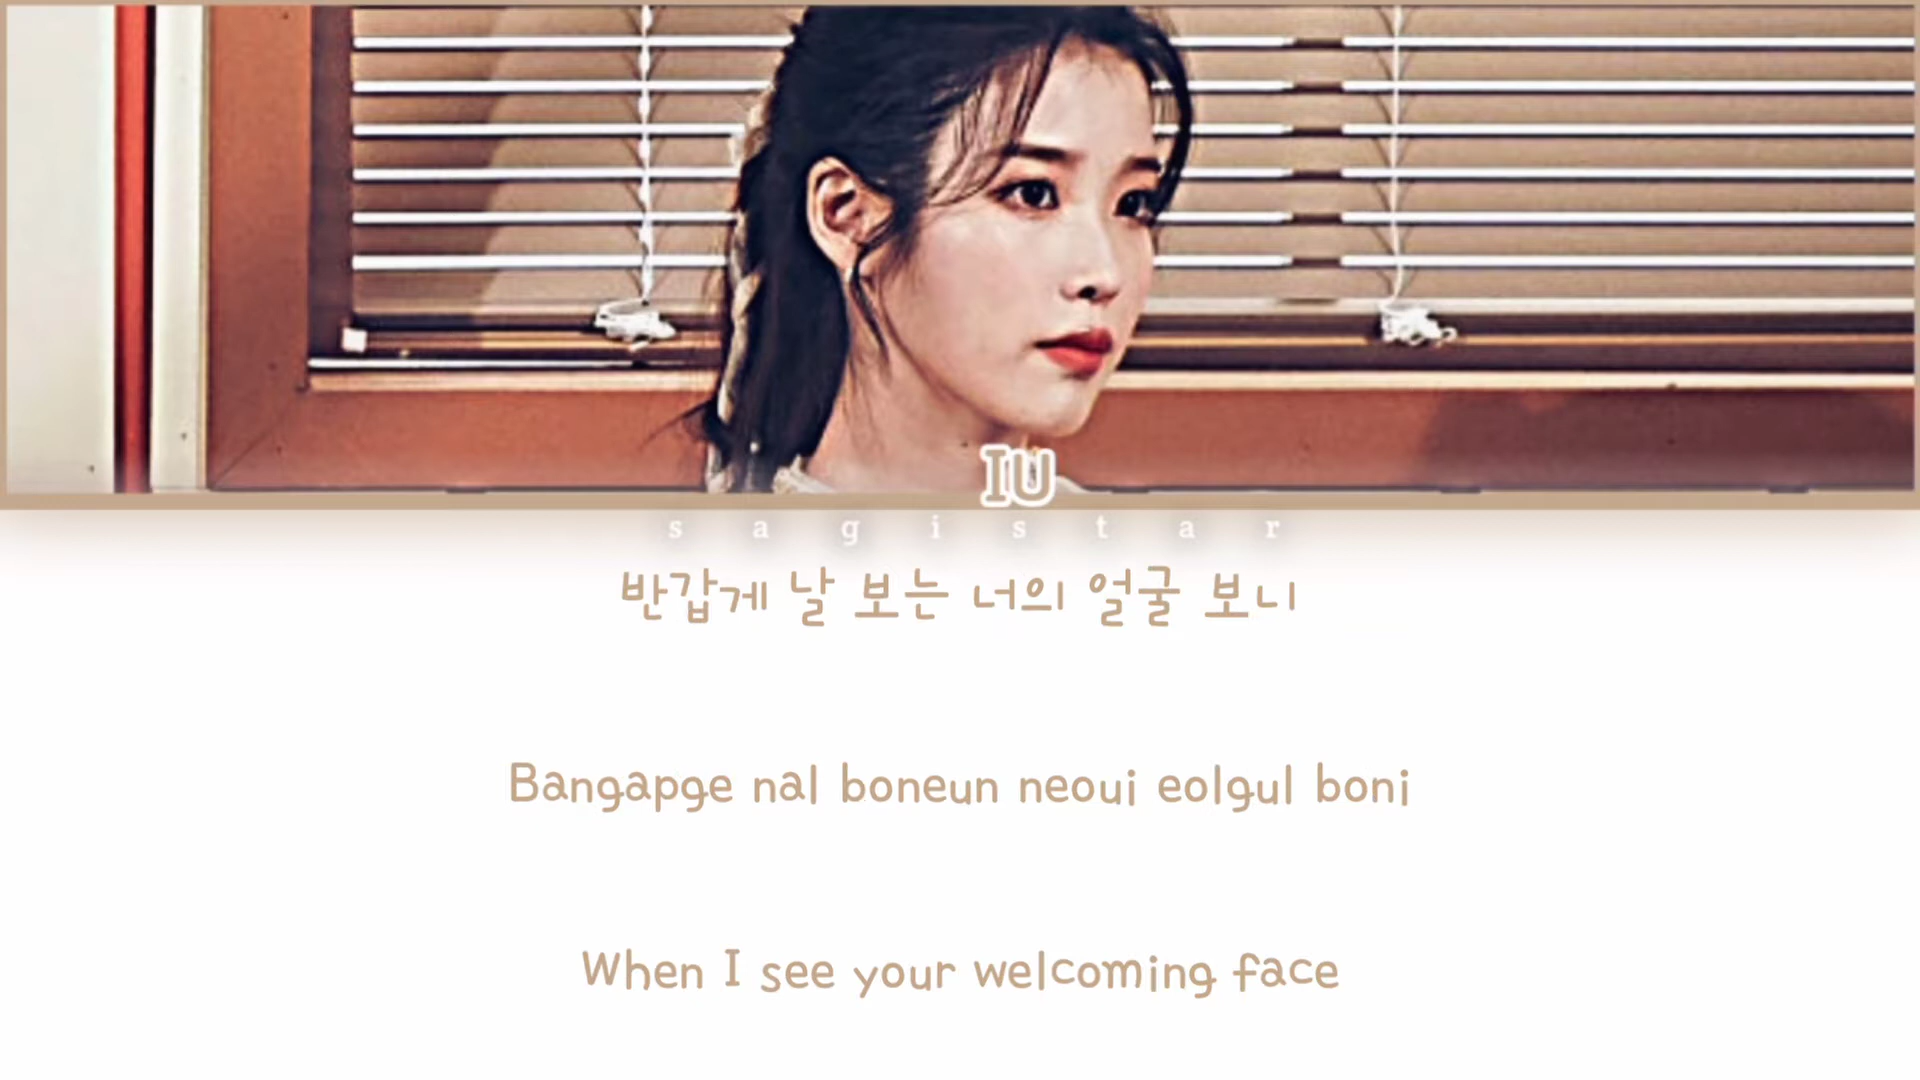 IU
sagistar
반갑게 날 보는 너의 얼굴 보니
Bangapge nal boneun neoui eolgul boni
When I see your welcoming face